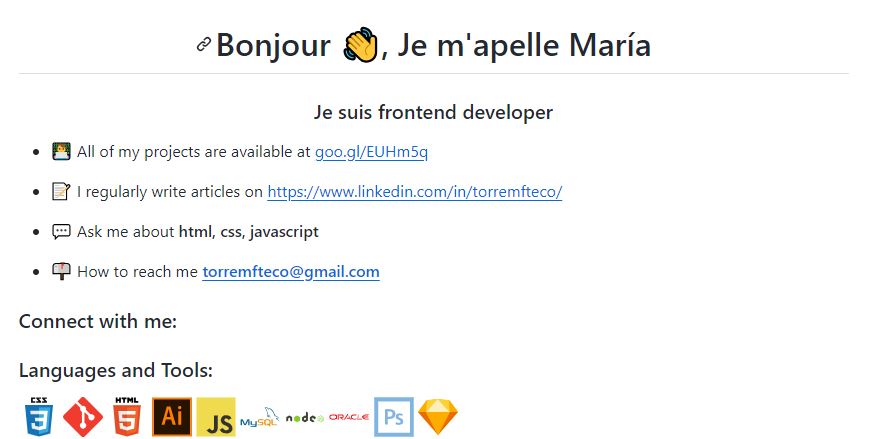 Bonjour 👋, Je m'apelle María
Je suis frontend developer
All of my projects are available at goo.gl/EUHm5q
I regularly write articles on https://www.linkedin.com/in/torremfteco/
Ask me about html, css, javascript
How to reach me torremfteco@gmail.com
Connect with me:
Languages and Tools:
CSS 3 HTML 5 Ai JS MySQL node ORACLE Ps